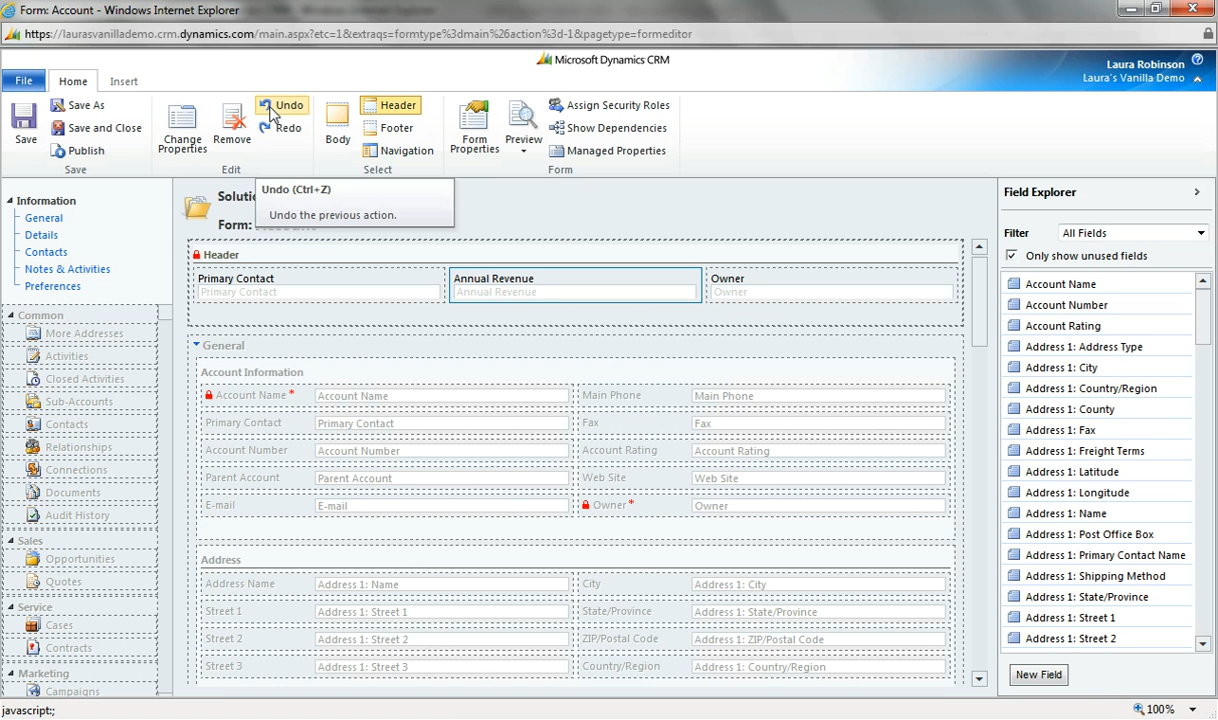 Form: Account - Windows Internet Explorer
https://laurasvanillademo.crm.dynamics.com/main.aspx?etc=1&extraqs=formtype%3dmain%26action%3d-1&pagetype=formeditor
Microsoft Dynamics CRM
Laura Robinson
Laura's Vanilla Demo
File
Home
Insert
Save
Save As
Save and Close
Publish
Save
Change Properties
Remove
Undo
Redo
Edit
Body
Header
Footer
Navigation
Select
Form Properties
Preview
Assign Security Roles
Show Dependencies
Managed Properties
Form
Undo (Ctrl+Z)
Undo the previous action.
Information
General
Details
Contacts
Notes & Activities
Preferences
Common
More Addresses
Activities
Closed Activities
Sub-Accounts
Contacts
Relationships
Connections
Documents
Audit History
Sales
Opportunities
Quotes
Service
Cases
Contracts
Marketing
Campaigns
Form:
Header
Primary Contact
Primary Contact
Annual Revenue
Annual Revenue
Owner
Owner
General
Account Information
Account Name * Account Name
Main Phone Main Phone
Primary Contact Primary Contact
Fax Fax
Account Number Account Number
Account Rating Account Rating
Parent Account Parent Account
Web Site Web Site
E-mail E-mail
Owner * Owner
Address
Address Name Address 1: Name
City Address 1: City
Street 1 Address 1: Street 1
State/Province Address 1: State/Province
Street 2 Address 1: Street 2
ZIP/Postal Code Address 1: ZIP/Postal Code
Street 3 Address 1: Street 3
Country/Region Address 1: Country/Region
Field Explorer
Filter All Fields
Only show unused fields
Account Name
Account Number
Account Rating
Address 1: Address Type
Address 1: City
Address 1: Country/Region
Address 1: County
Address 1: Fax
Address 1: Freight Terms
Address 1: Latitude
Address 1: Longitude
Address 1: Name
Address 1: Post Office Box
Address 1: Primary Contact Name
Address 1: Shipping Method
Address 1: State/Province
Address 1: Street 1
Address 1: Street 2
New Field
javascript:;
100%